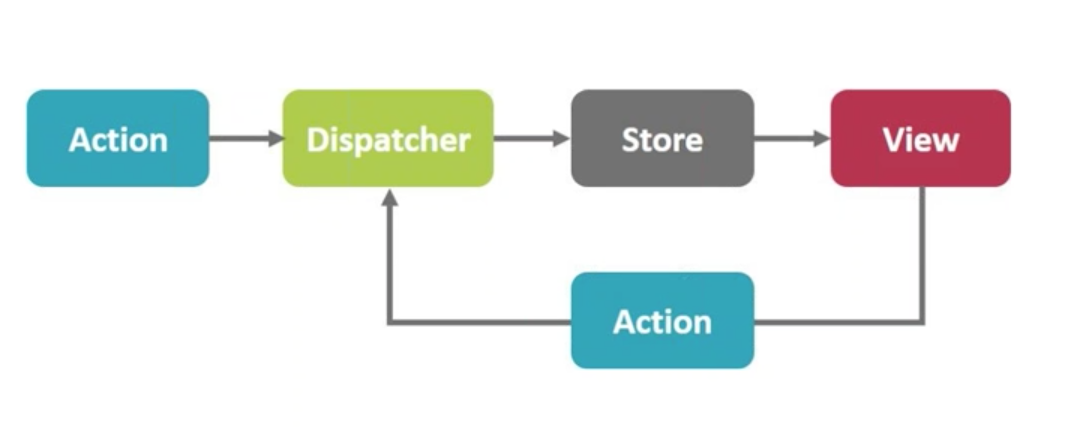 Action
Dispatcher
Store
View
Action